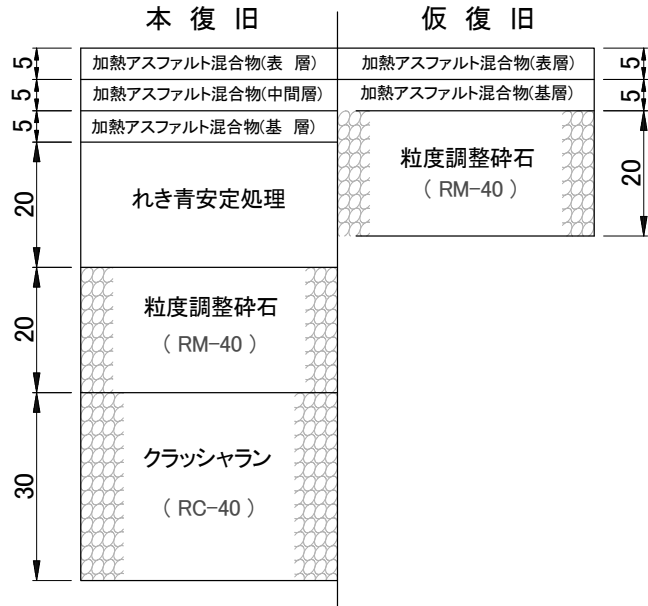 本 復 旧
仮 復 旧
5
加熱アスファルト混合物(表 層)
加熱アスファルト混合物(表層)
5
5
加熱アスファルト混合物(中間層)
加熱アスファルト混合物(基層)
5
5
加熱アスファルト混合物(基 層)
粒度調整砕石
( RM-40 )
20
20
れき青安定処理
20
粒度調整砕石
( RM-40 )
30
クラッシャラン
( RC-40 )